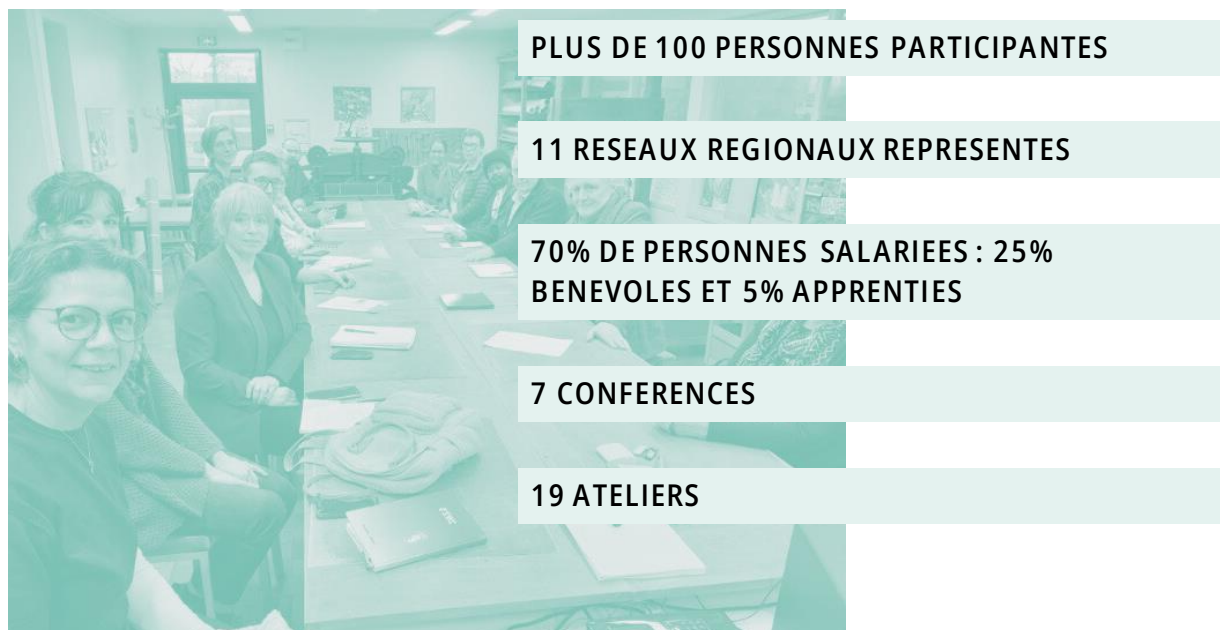 PLUS DE 100 PERSONNES PARTICIPANTES
11 RESEAUX REGIONAUX REPRESENTES
70% DE PERSONNES SALARIEES : 25%
BENEVOLES ET 5% APPRENTIES
7 CONFERENCES
19 ATELIERS